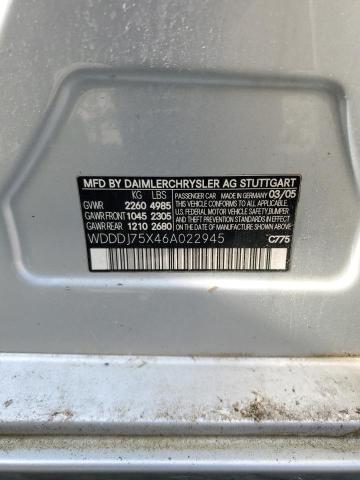 MFD BY DAIMLERCHRYSLER AG STUTTGART
KG LBS PASSENGER CAR MADE IN GERMANY 03/05
GVWR 2260 4985 THIS VEHICLE CONFORMS TO ALL APPLICABLE
GAWR FRONT 1045 2305 U.S. FEDERAL MOTOR VEHICLE SAFETY,BUMPER
GAWR REAR 1210 2680 AND THEFT PREVENTION STANDARDS IN EFFECT
ON THE DATE OF MANUFACTURE SHOWN ABOVE.
WDDDJ75X46A022945 C775